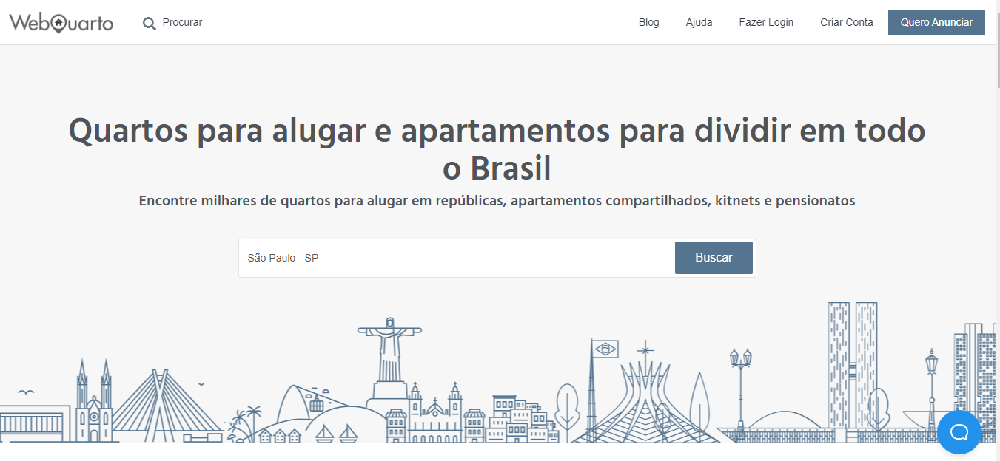 WebQuarto
Procurar
Blog
Ajuda
Fazer Login
Criar Conta
Quero Anunciar
Quartos para alugar e apartamentos para dividir em todo
o Brasil
Encontre milhares de quartos para alugar em repúblicas, apartamentos compartilhados, kitnets e pensionatos
São Paulo - SP
Buscar